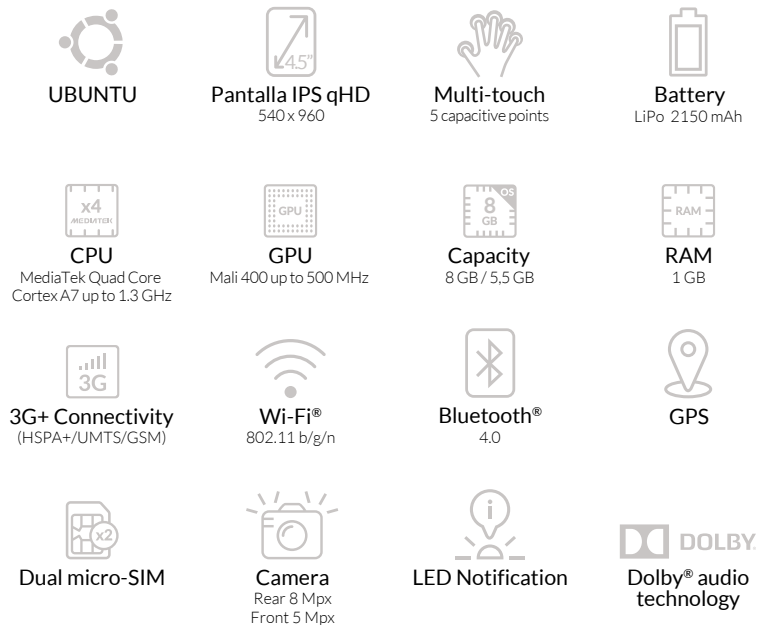 4.5"
UBUNTU
Pantalla IPS qHD
540 x 960
Multi-touch
5 capacitive points
Battery
LiPo 2150 mAh
x4
MEDIATEK
CPU
MediaTek Quad Core
Cortex A7 up to 1.3 GHz
GPU
GPU
Mali 400 up to 500 MHz
OS
8
GB
Capacity
8 GB / 5,5 GB
RAM
RAM
1 GB
3G
3G+ Connectivity
(HSPA+/UMTS/GSM)
Wi-Fi®
802.11 b/g/n
Bluetooth®
4.0
GPS
x2
Dual micro-SIM
Camera
Rear 8 Mpx
Front 5 Mpx
i
LED Notification
DOLBY
Dolby® audio
technology